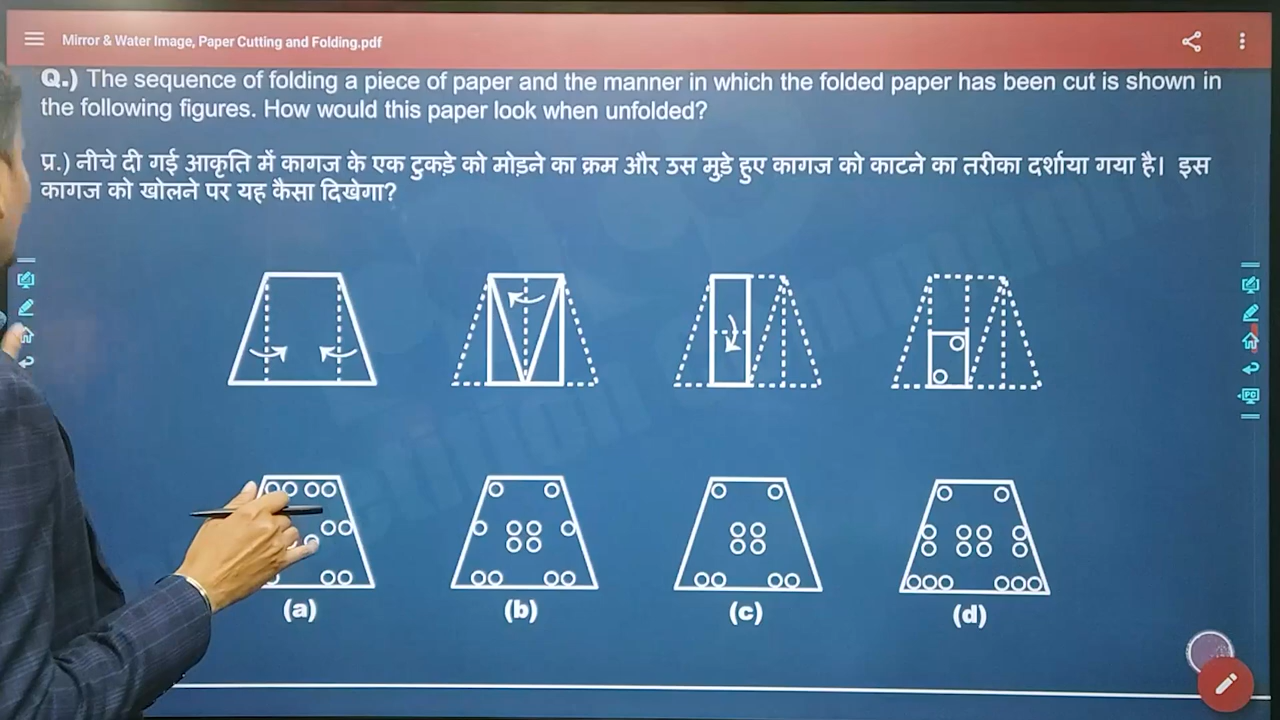 Mirror & Water Image, Paper Cutting and Folding.pdf
Q.) The sequence of folding a piece of paper and the manner in which the folded paper has been cut is shown in
the following figures. How would this paper look when unfolded?
प्र.) नीचे दी गई आकृति में कागज के एक टुकड़े को मोड़ने का क्रम और उस मुड़े हुए कागज को काटने का तरीका दर्शाया गया है। इस
कागज को खोलने पर यह कैसा दिखेगा?
(a) (b) (c) (d)